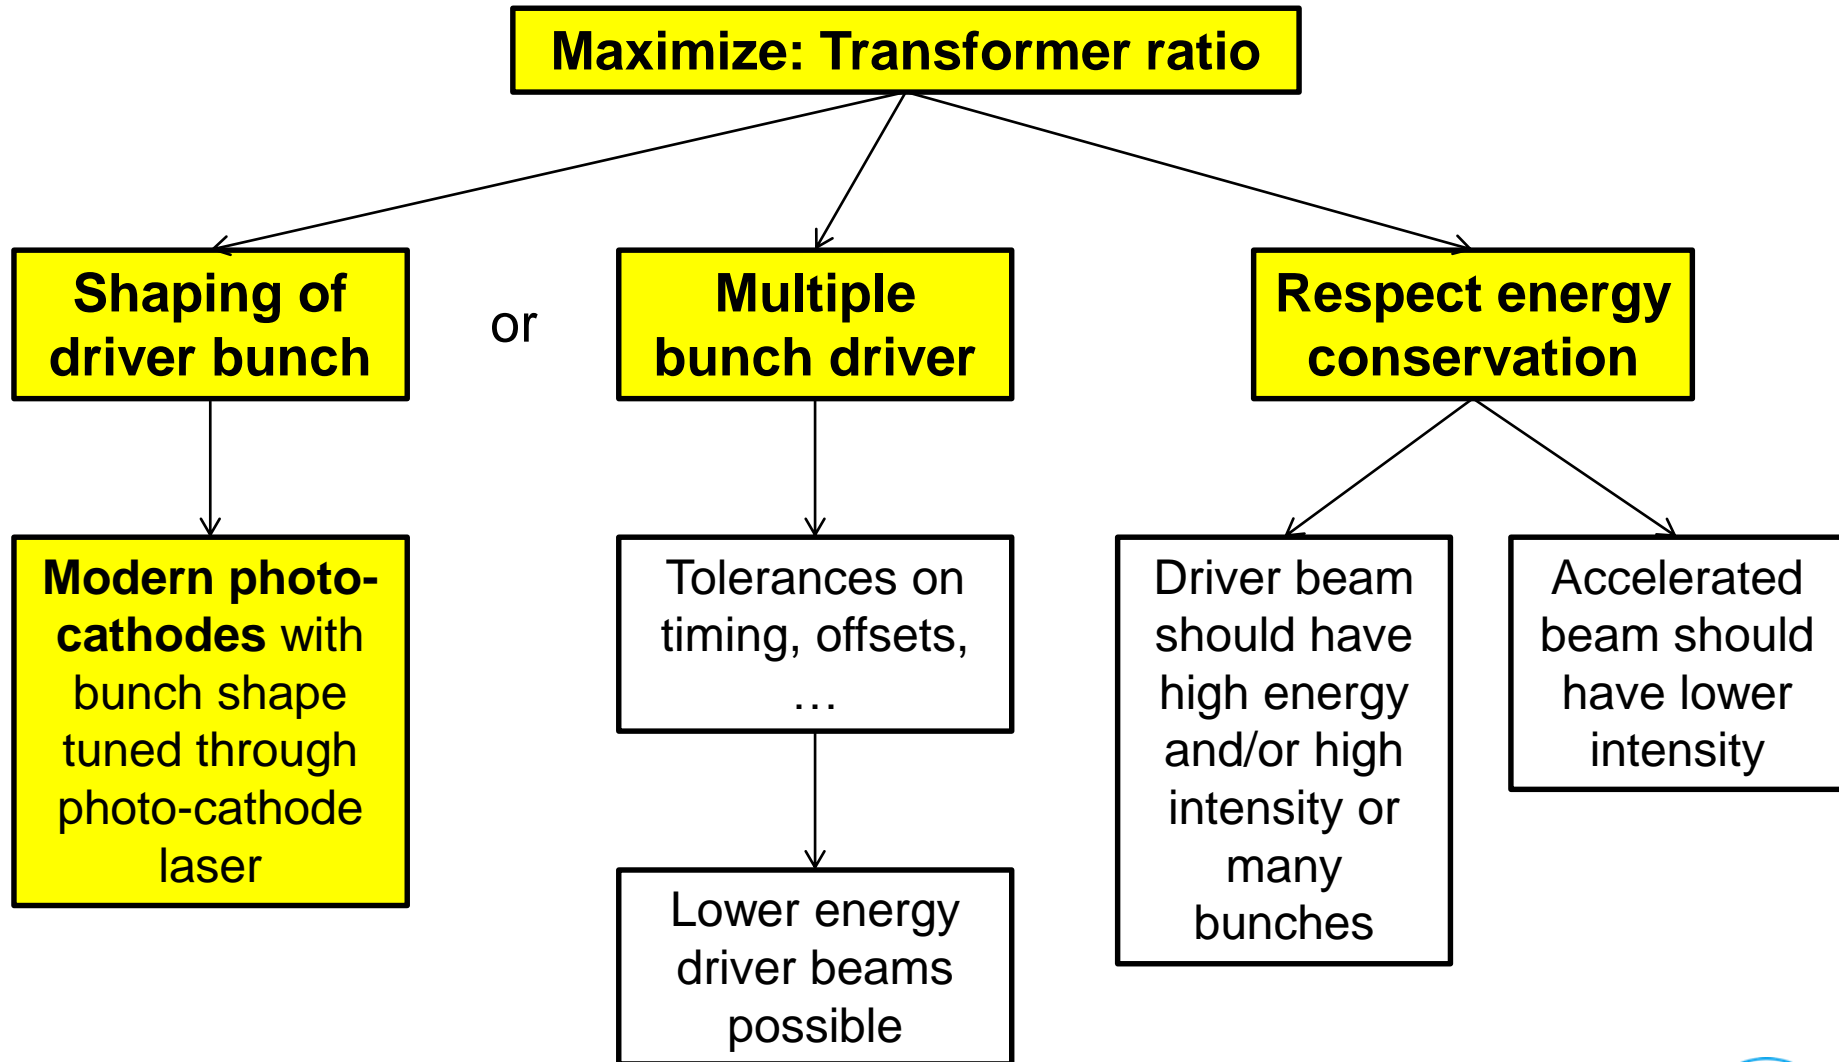 Maximize: Transformer ratio
Shaping of
driver bunch
or
Multiple
bunch driver
Respect energy
conservation
Modern photo-
cathodes with
bunch shape
tuned through
photo-cathode
laser
Tolerances on
timing, offsets,
…
Lower energy
driver beams
possible
Driver beam
should have
high energy
and/or high
intensity or
many
bunches
Accelerated
beam should
have lower
intensity